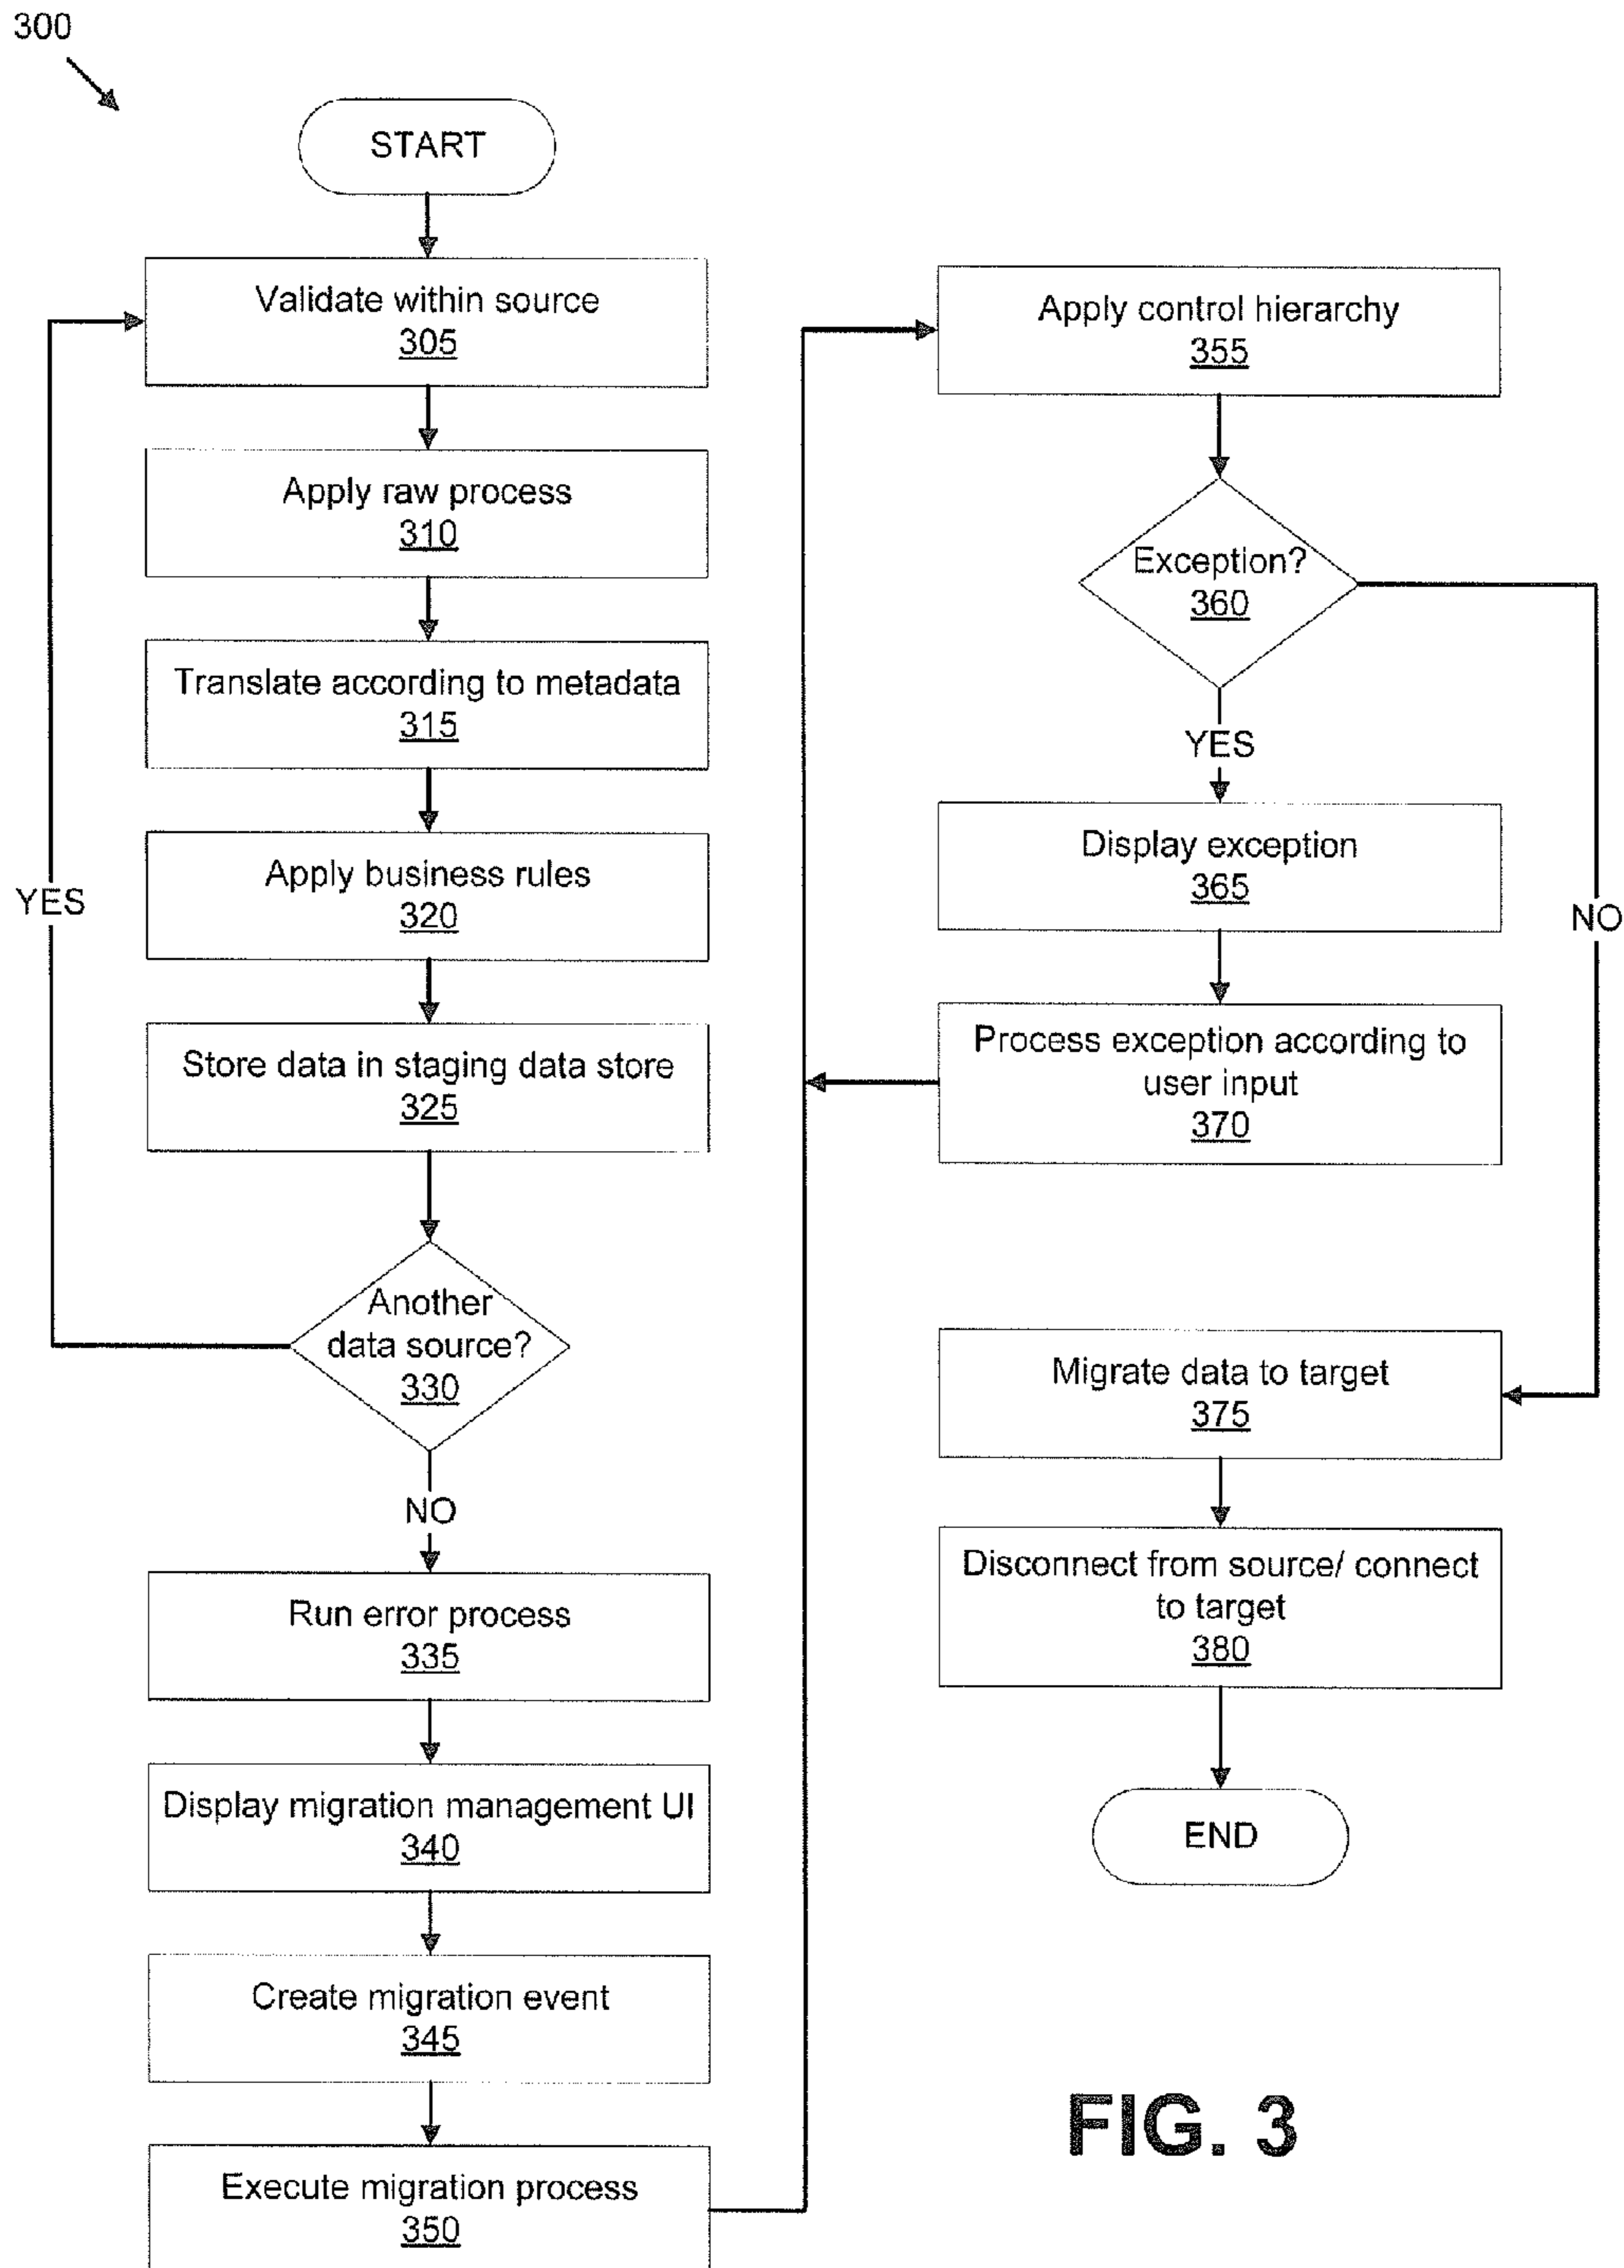 300
START
Validate within source
305
Apply raw process
310
Translate according to metadata
315
Apply business rules
320
YES
Store data in staging data store
325
Another
data source?
330
NO
Run error process
335
Display migration management UI
340
Create migration event
345
Execute migration process
350
Apply control hierarchy
355
Exception?
360
YES
Display exception
365
NO
Process exception according to
user input
370
Migrate data to target
375
Disconnect from source/ connect
to target
380
END
FIG. 3